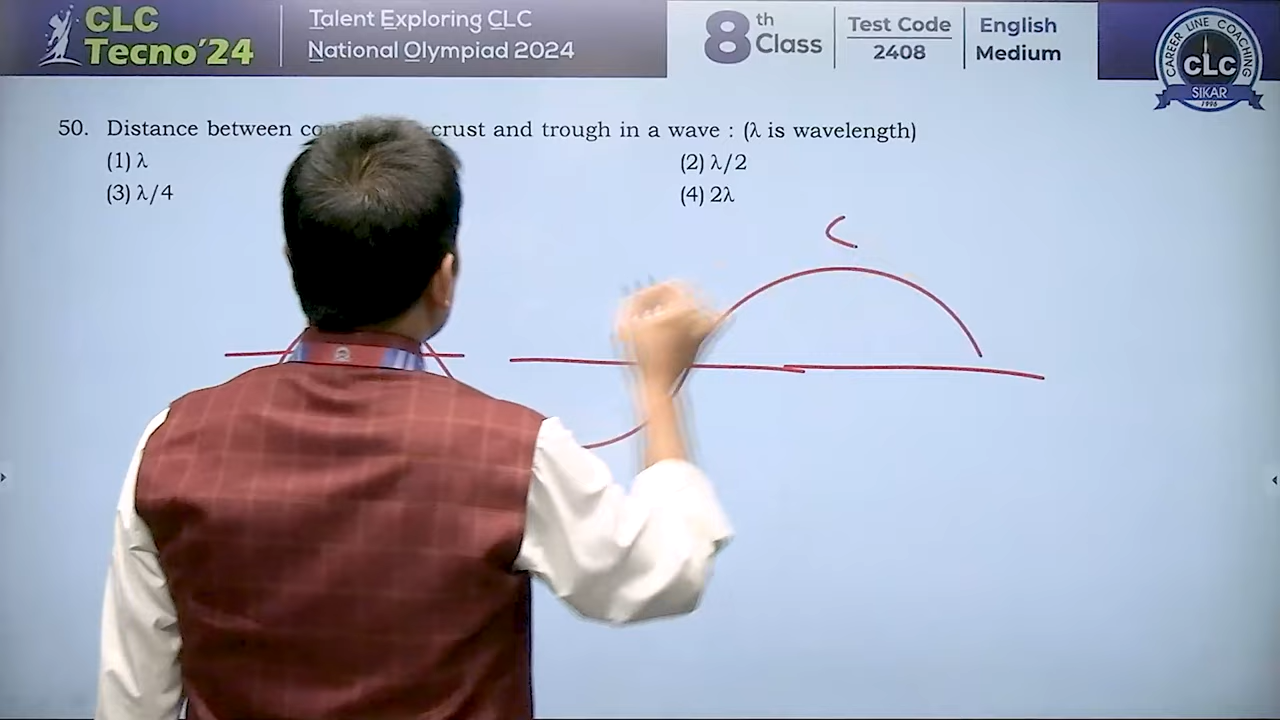 CLC
Tecno'24
Talent Exploring CLC
National Olympiad 2024
8th Class
Test Code
2408
English
Medium
CAREER LINE COACHING
CLC
SIKAR
1996
50. Distance between crust and trough in a wave : (λ is wavelength)
(1) λ
(2) λ/2
(3) λ/4
(4) 2λ
C